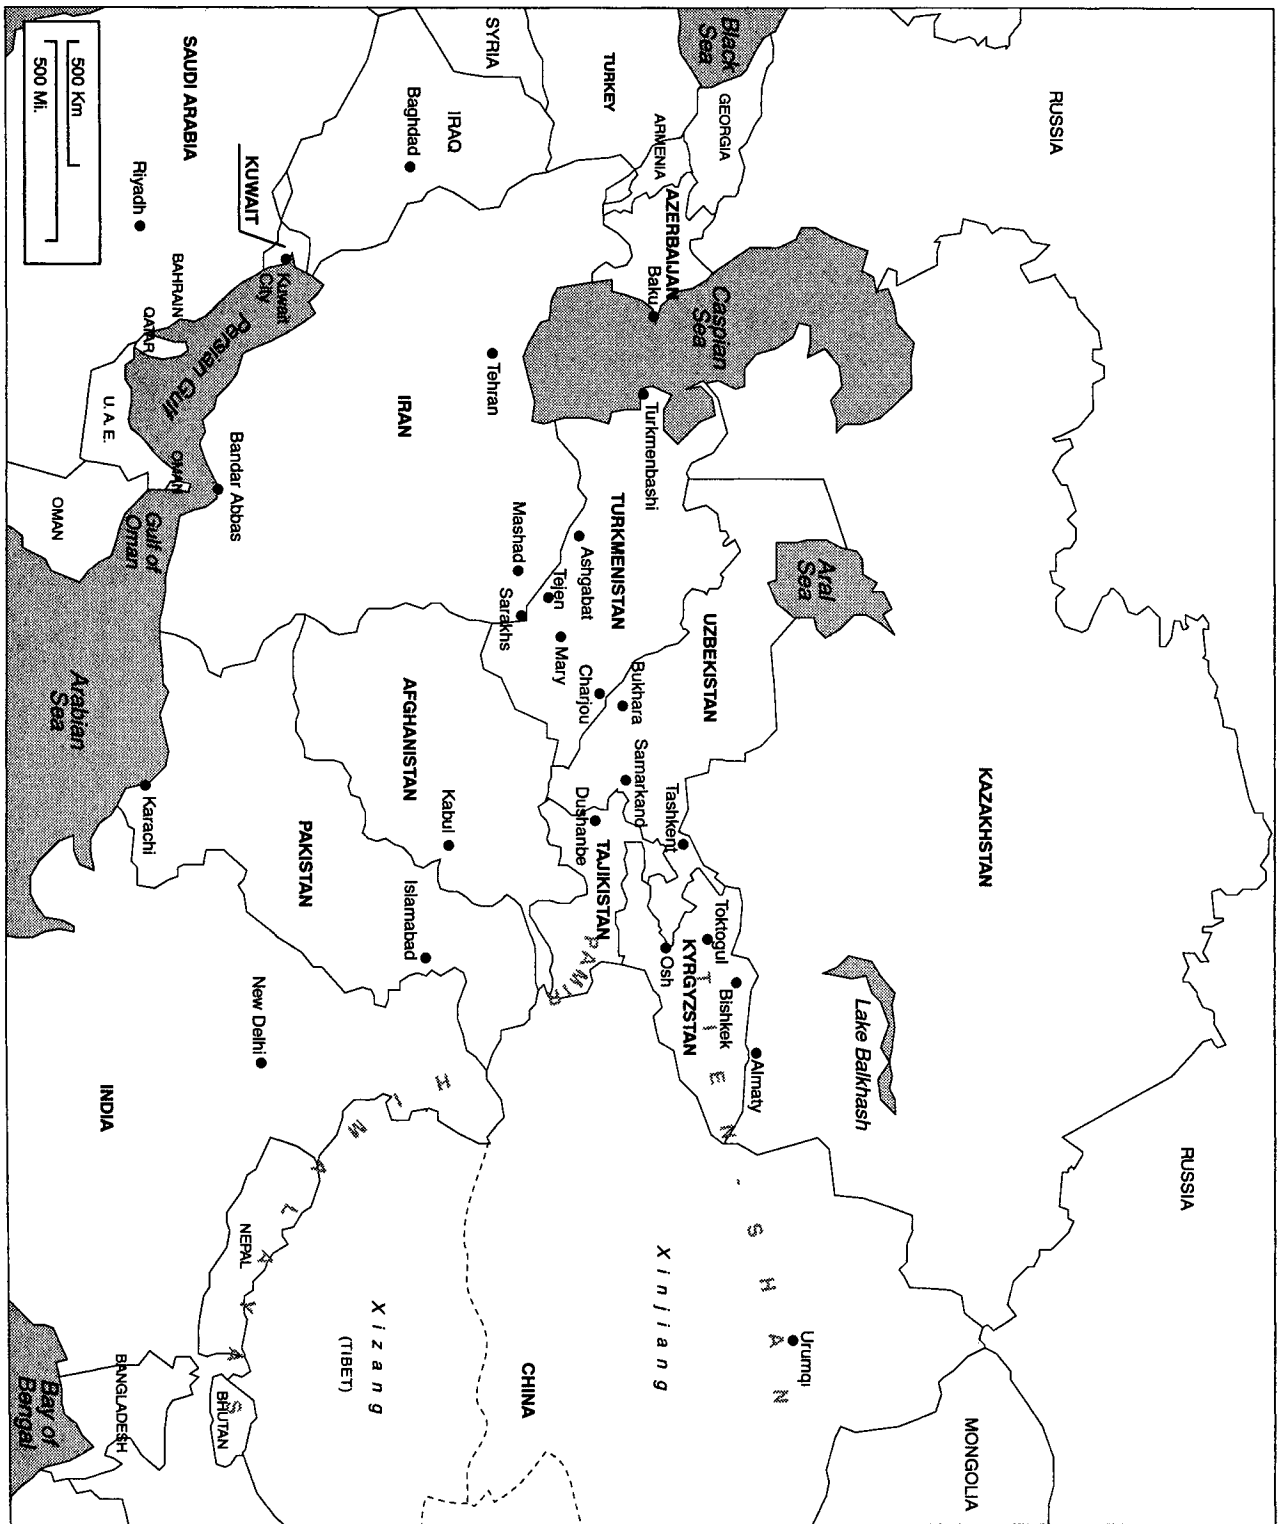 RUSSIA
Black
Sea
GEORGIA
TURKEY
ARMENIA
AZERBAIJAN
Baku
Caspian
Sea
SYRIA
IRAQ
Baghdad
SAUDI ARABIA
Riyadh
KUWAIT
Kuwait
City
BAHRAIN
QATAR
Persian Gulf
U. A. E.
OMAN
OMAN
Gulf of
Oman
Bandar Abbas
IRAN
Tehran
Mashad
Sarakhs
Turkmenbashi
TURKMENISTAN
Ashgabat
Tejen
Mary
Charjou
Aral
Sea
UZBEKISTAN
Bukhara
Samarkand
Tashkent
KAZAKHSTAN
Lake Balkhash
RUSSIA
Almaty
Bishkek
Toktogul
KYRGYZSTAN
Osh
TIEN-SHAN
Dushanbe
TAJIKISTAN
PAMIR
AFGHANISTAN
Kabul
Islamabad
PAKISTAN
Karachi
Arabian
Sea
New Delhi
INDIA
HIMALAYAS
NEPAL
BHUTAN
BANGLADESH
Bay of
Bengal
Xizang
(TIBET)
CHINA
Xinjiang
Urumqi
MONGOLIA
500 Km
500 Mi.